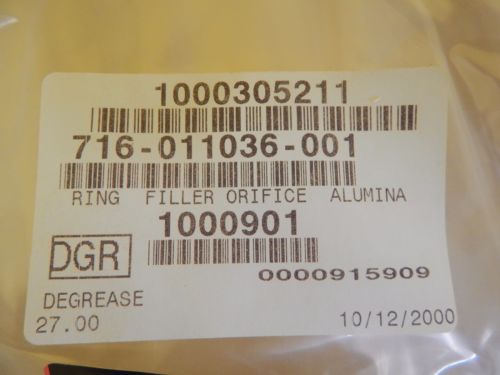 1000305211
716-011036-001
RING FILLER ORIFICE ALUMINA
1000901
DGR
0000915909
DEGREASE
27.00 10/12/2000